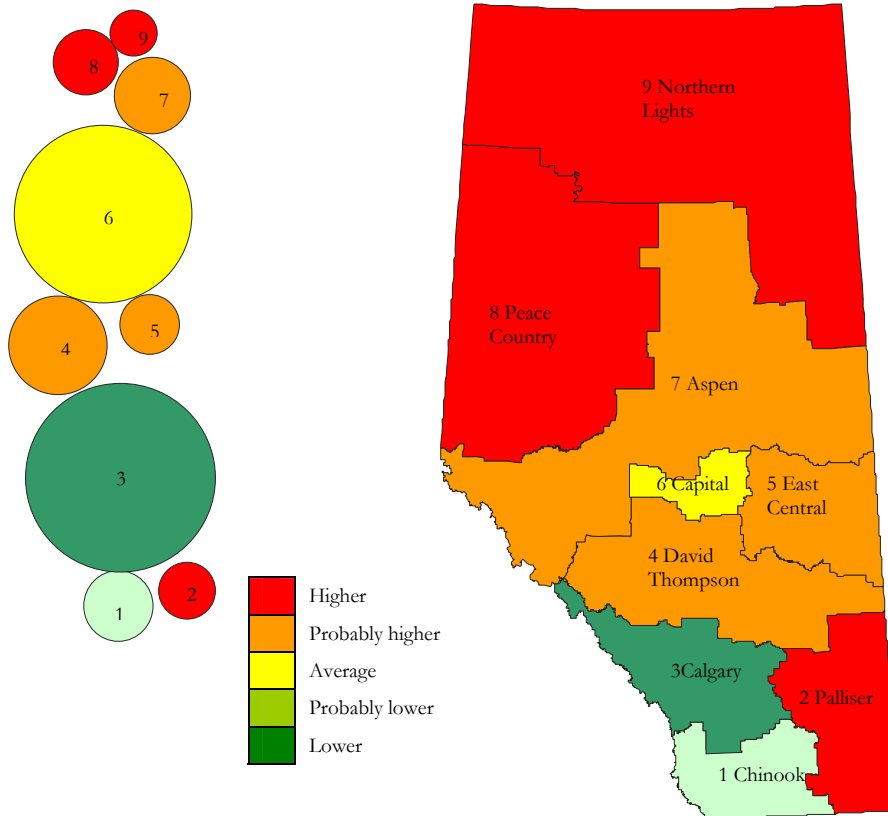 9
8
7
6
5
4
3
2
1
Higher
Probably higher
Average
Probably lower
Lower
9 Northern
Lights
8 Peace
Country
7 Aspen
6 Capital
5 East
Central
4 David
Thompson
3Calgary
2 Palliser
1 Chinook